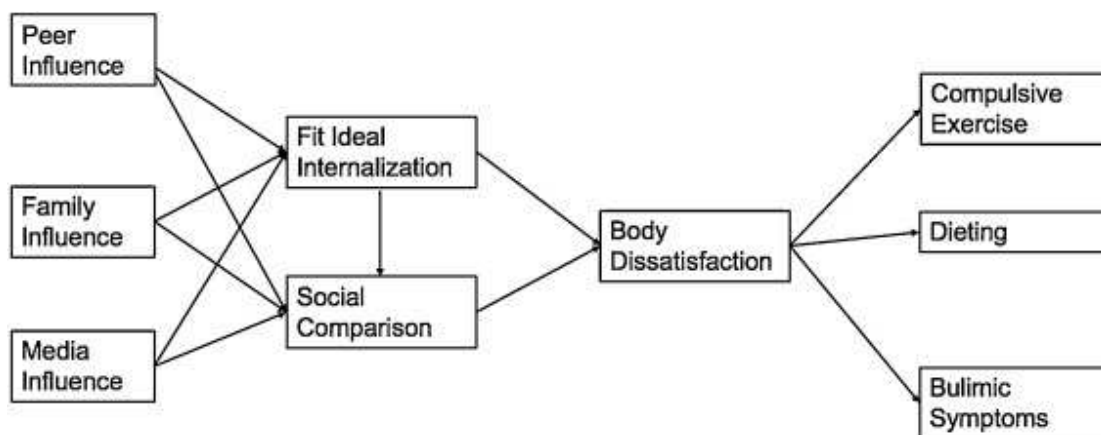 Peer
Influence
Family
Influence
Media
Influence
Fit Ideal
Internalization
Social
Comparison
Body
Dissatisfaction
Compulsive
Exercise
Dieting
Bulimic
Symptoms